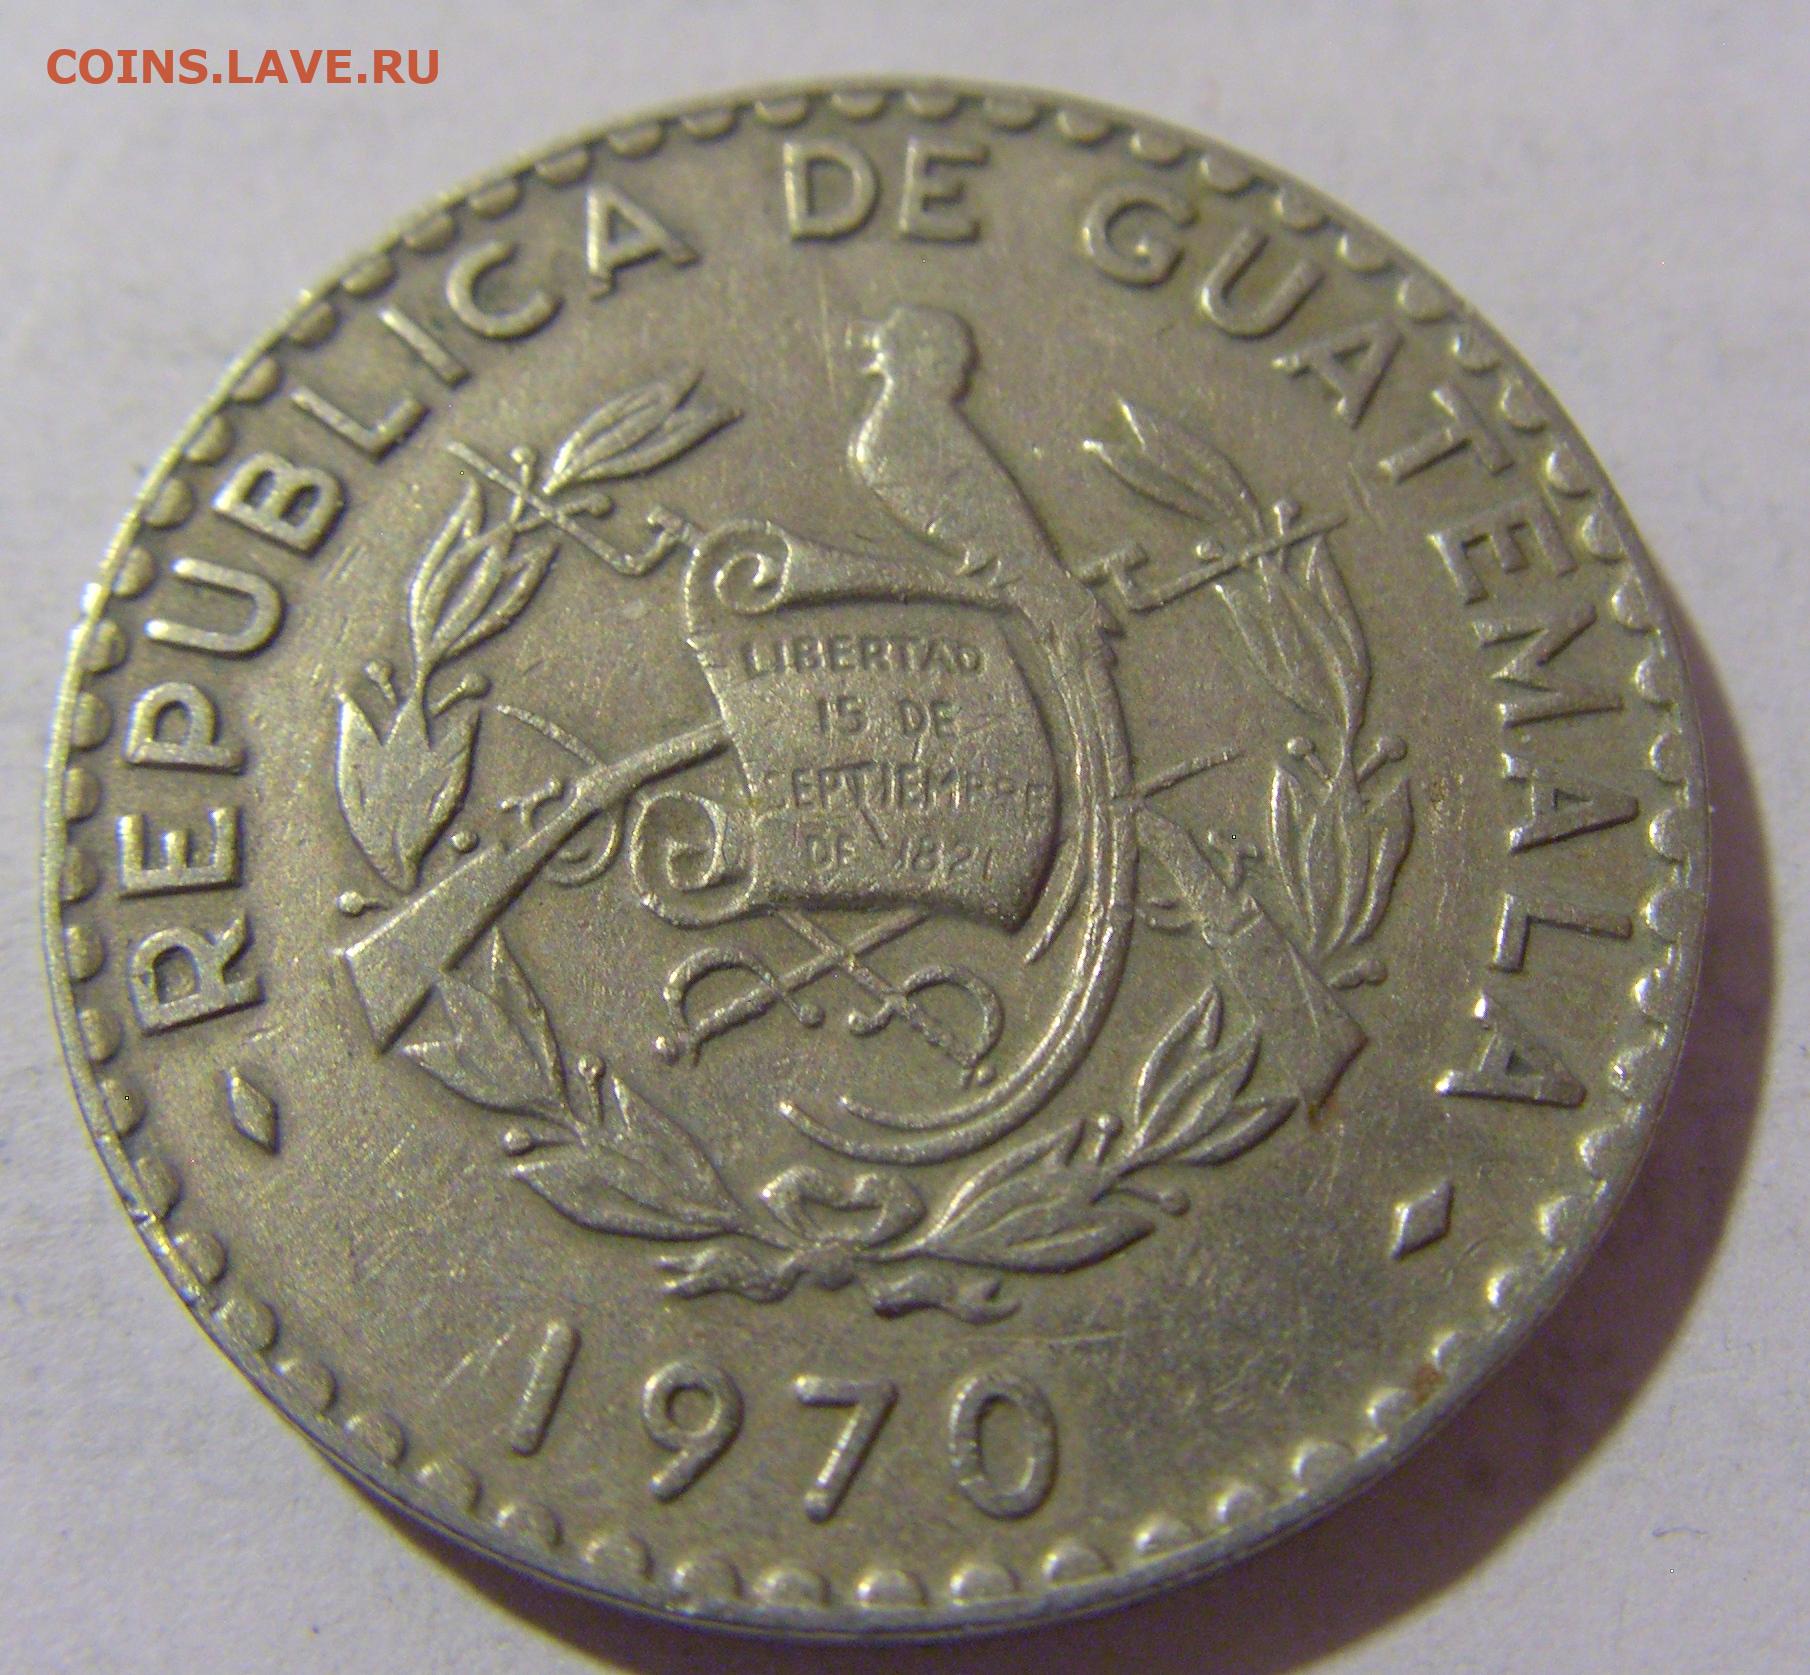 COINS.LAVE.RU
REPUBLICA DE GUATEMALA
LIBERTAD
15 DE
SEPTIEMBRE
DE 1821
1970